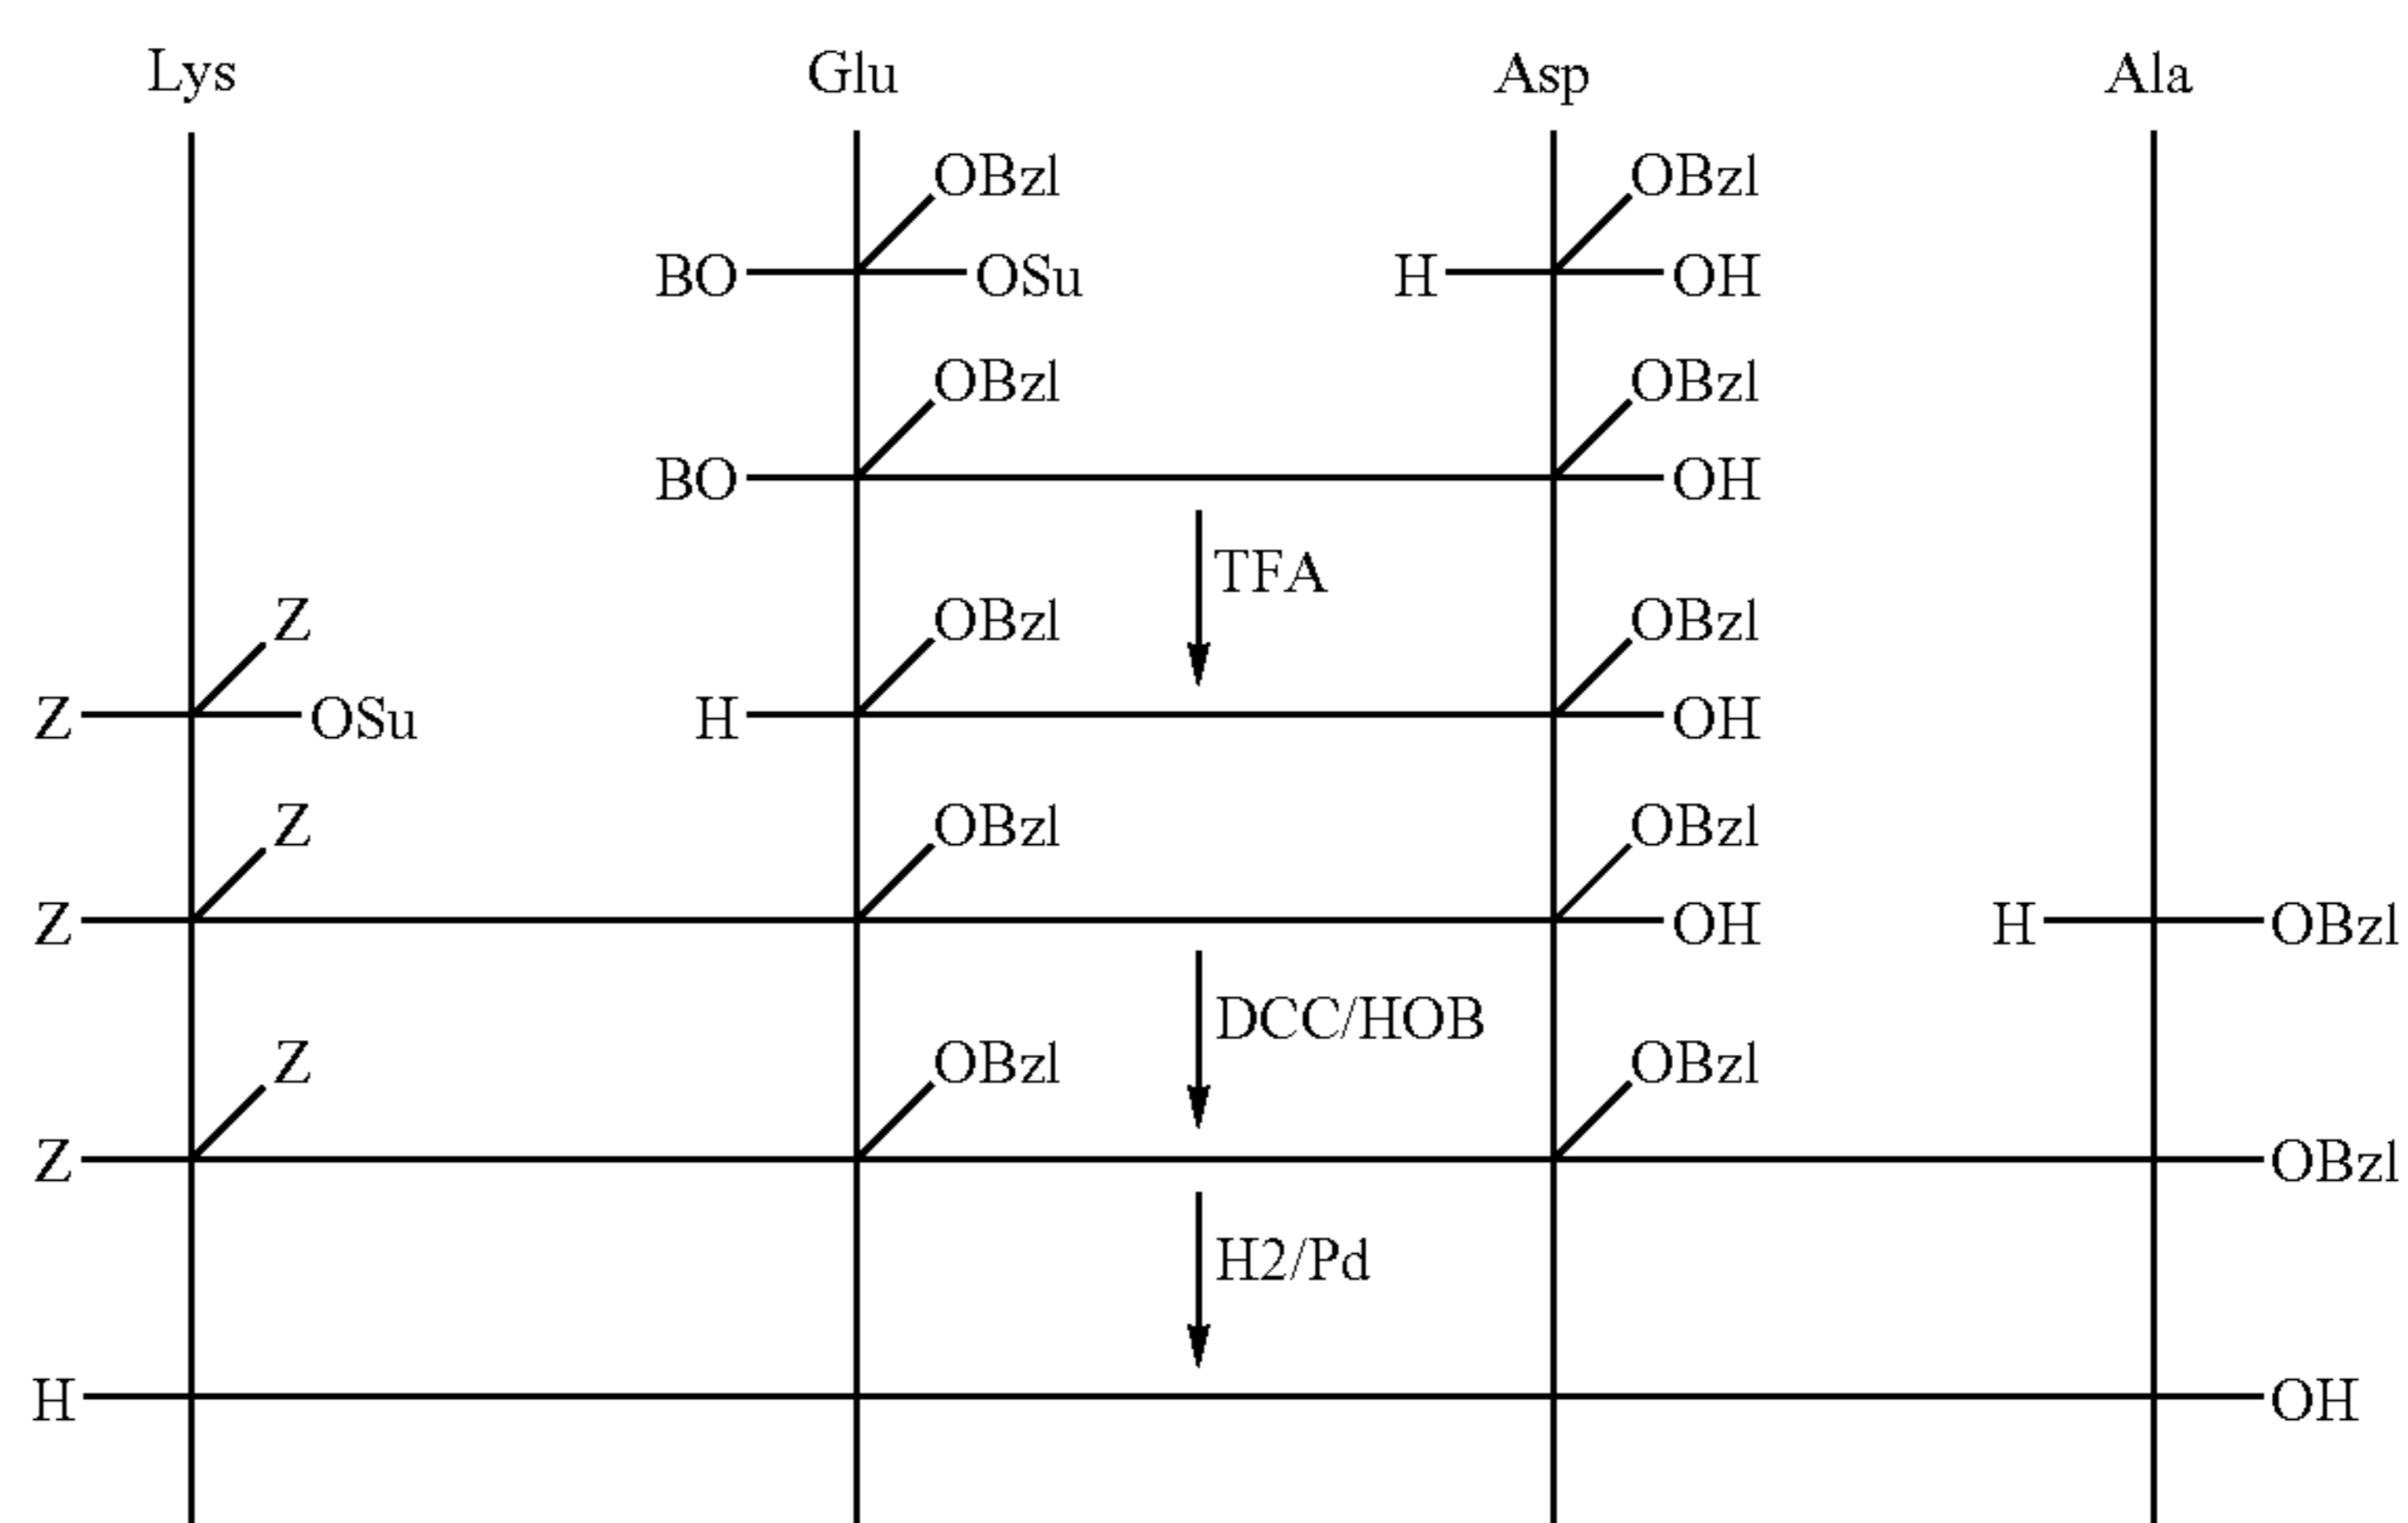 Lys Glu Asp Ala
OBzl OBzl
BO OSu H OH
OBzl OBzl
BO OH
TFA
Z OBzl OBzl
Z OSu H OH
Z OBzl OBzl
Z OH H OBzl
DCC/HOB
Z OBzl OBzl
Z OBzl
H2/Pd
H OH